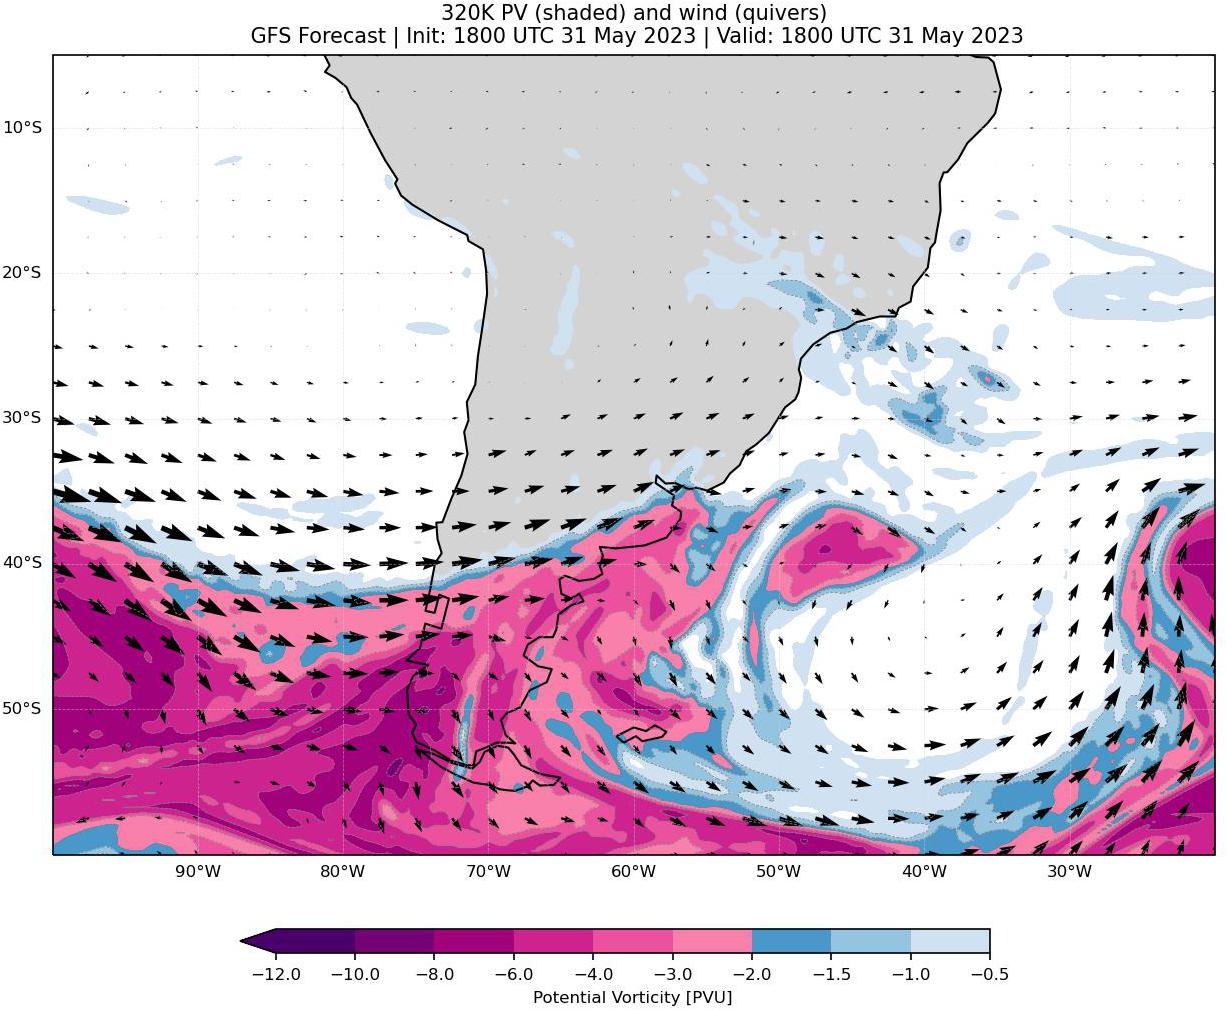 320K PV (shaded) and wind (quivers)
GFS Forecast | Init: 1800 UTC 31 May 2023 | Valid: 1800 UTC 31 May 2023
10°S
20°S
30°S
40°S
50°S
90°W 80°W 70°W 60°W 50°W 40°W 30°W
−12.0 −10.0 −8.0 −6.0 −4.0 −3.0 −2.0 −1.5 −1.0 −0.5
Potential Vorticity [PVU]